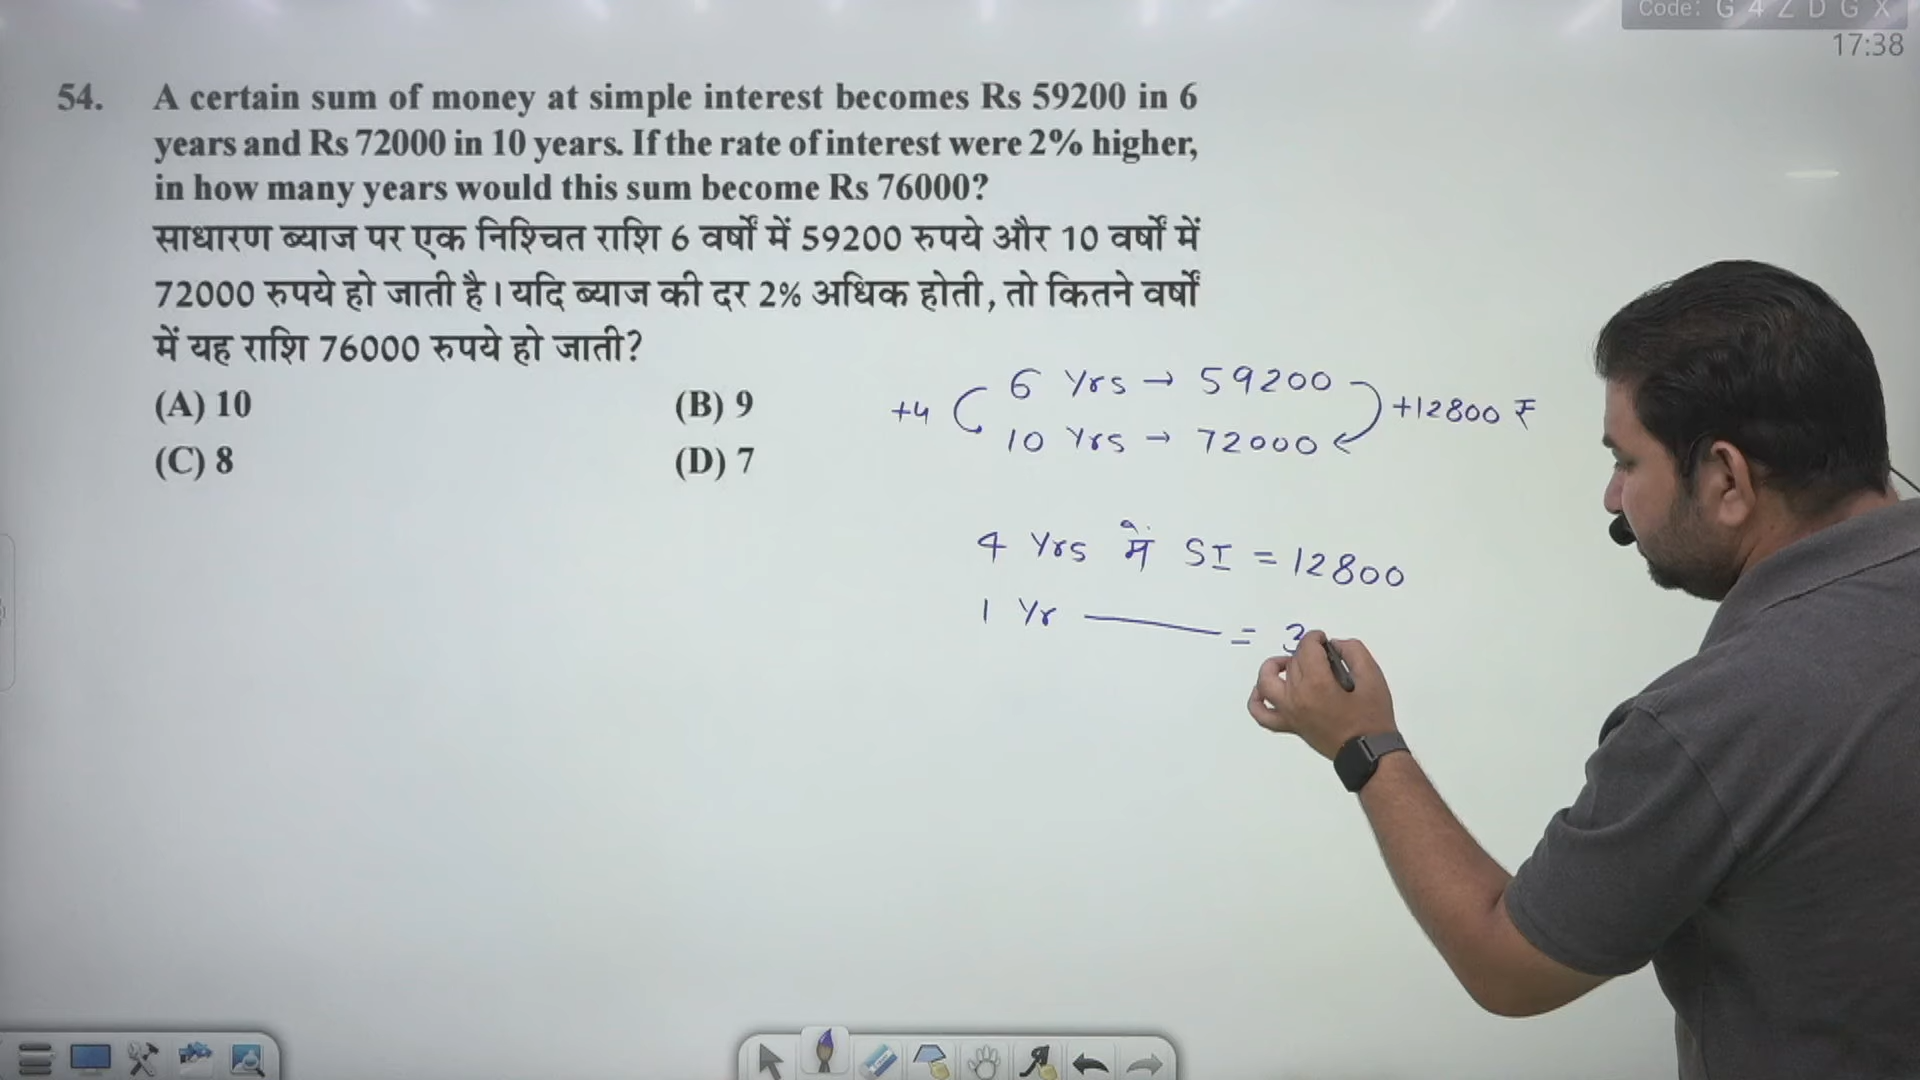 Code: G 4 Z D G X
17:38
54. A certain sum of money at simple interest becomes Rs 59200 in 6
years and Rs 72000 in 10 years. If the rate of interest were 2% higher,
in how many years would this sum become Rs 76000?
साधारण ब्याज पर एक निश्चित राशि 6 वर्षों में 59200 रुपये और 10 वर्षों में
72000 रुपये हो जाती है। यदि ब्याज की दर 2% अधिक होती, तो कितने वर्षों
में यह राशि 76000 रुपये हो जाती?
(A) 10 (B) 9
(C) 8 (D) 7
6 Yrs → 59200
+4 +12800 ₹
10 Yrs → 72000
4 Yrs में SI = 12800
1 Yr —— = 3